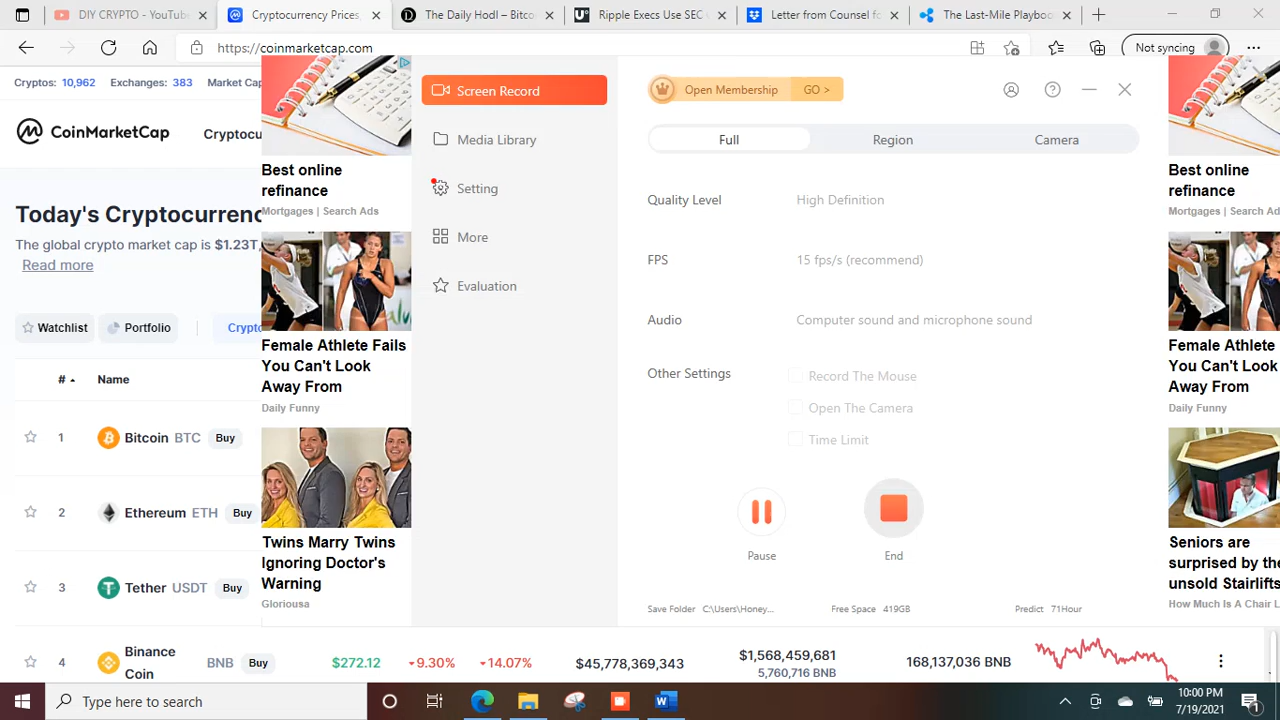 DIY CRYPTO - YouTube
Cryptocurrency Prices,
The Daily Hodl – Bitcoi
Ripple Execs Use SEC v
Letter from Counsel fo
The Last-Mile Playboo
https://coinmarketcap.com
Not syncing
Cryptos: 10,962 Exchanges: 383 Market Cap
CoinMarketCap
Cryptocu
Today's Cryptocurrenc
The global crypto market cap is $1.23T,
Read more
Watchlist
Portfolio
Crypto
# Name
1 Bitcoin BTC Buy
2 Ethereum ETH Buy
3 Tether USDT Buy
4 Binance Coin BNB Buy $272.12 9.30% 14.07% $45,778,369,343 $1,568,459,681 168,137,036 BNB
5,760,716 BNB
Best online
refinance
Mortgages | Search Ads
Female Athlete Fails
You Can't Look
Away From
Daily Funny
Twins Marry Twins
Ignoring Doctor's
Warning
Gloriousa
Screen Record
Media Library
Setting
More
Evaluation
Open Membership GO >
Full Region Camera
Quality Level High Definition
FPS 15 fps/s (recommend)
Audio Computer sound and microphone sound
Other Settings Record The Mouse
Open The Camera
Time Limit
Pause End
Save Folder C:\Users\Honey... Free Space 419GB Predict 71Hour
Best online
refinance
Mortgages | Search Ad
Female Athlete
You Can't Look
Away From
Daily Funny
Seniors are
surprised by the
unsold Stairlifts
How Much Is A Chair L
Type here to search
10:00 PM
7/19/2021
1